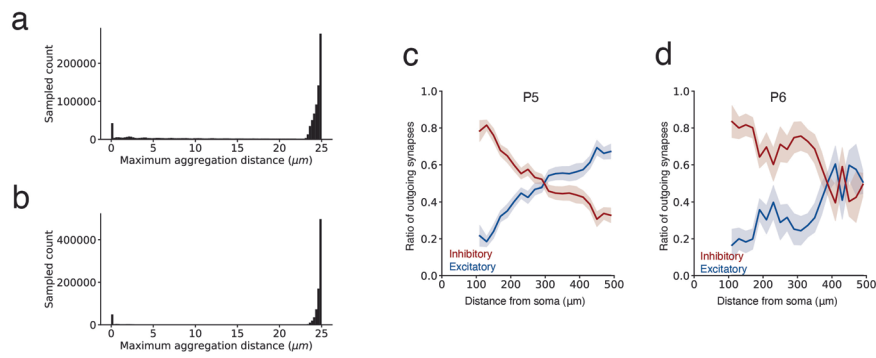 a
Sampled count
200000
100000
0
0 5 10 15 20 25
Maximum aggregation distance (μm)
b
Sampled count
400000
200000
0
0 5 10 15 20 25
Maximum aggregation distance (μm)
c
P5
Ratio of outgoing synapses
1.0
0.8
0.6
0.4
0.2
0.0
Inhibitory
Excitatory
0 100 200 300 400 500
Distance from soma (μm)
d
P6
Ratio of outgoing synapses
1.0
0.8
0.6
0.4
0.2
0.0
Inhibitory
Excitatory
0 100 200 300 400 500
Distance from soma (μm)